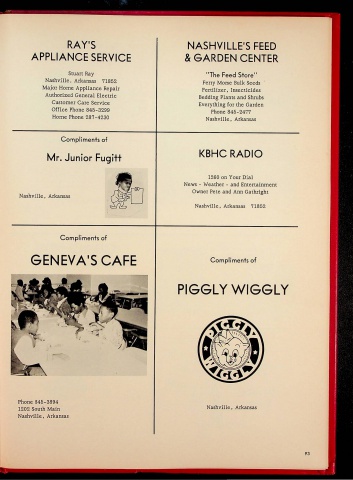 RAY'S
APPLIANCE SERVICE
Stuart Ray
Nashville, Arkansas 71852
Major Home Appliance Repair
Authorized General Electric
Customer Care Service
Office Phone 845-3299
Home Phone 287-4030
NASHVILLE'S FEED
& GARDEN CENTER
"The Feed Store"
Ferry Morse Bulk Seeds
Fertilizer, Insecticides
Bedding Plants and Shrubs
Everything for the Garden
Phone 845-2477
Nashville, Arkansas
Compliments of
Mr. Junior Fugitt
Nashville, Arkansas
KBHC RADIO
1260 on Your Dial
News - Weather - and Entertainment
Owner Pete and Ann Gathright
Nashville, Arkansas 71852
Compliments of
GENEVA'S CAFE
Phone 845-3894
1202 South Main
Nashville, Arkansas
Compliments of
PIGGLY WIGGLY
PIGGLY
WIGGLY
Nashville, Arkansas